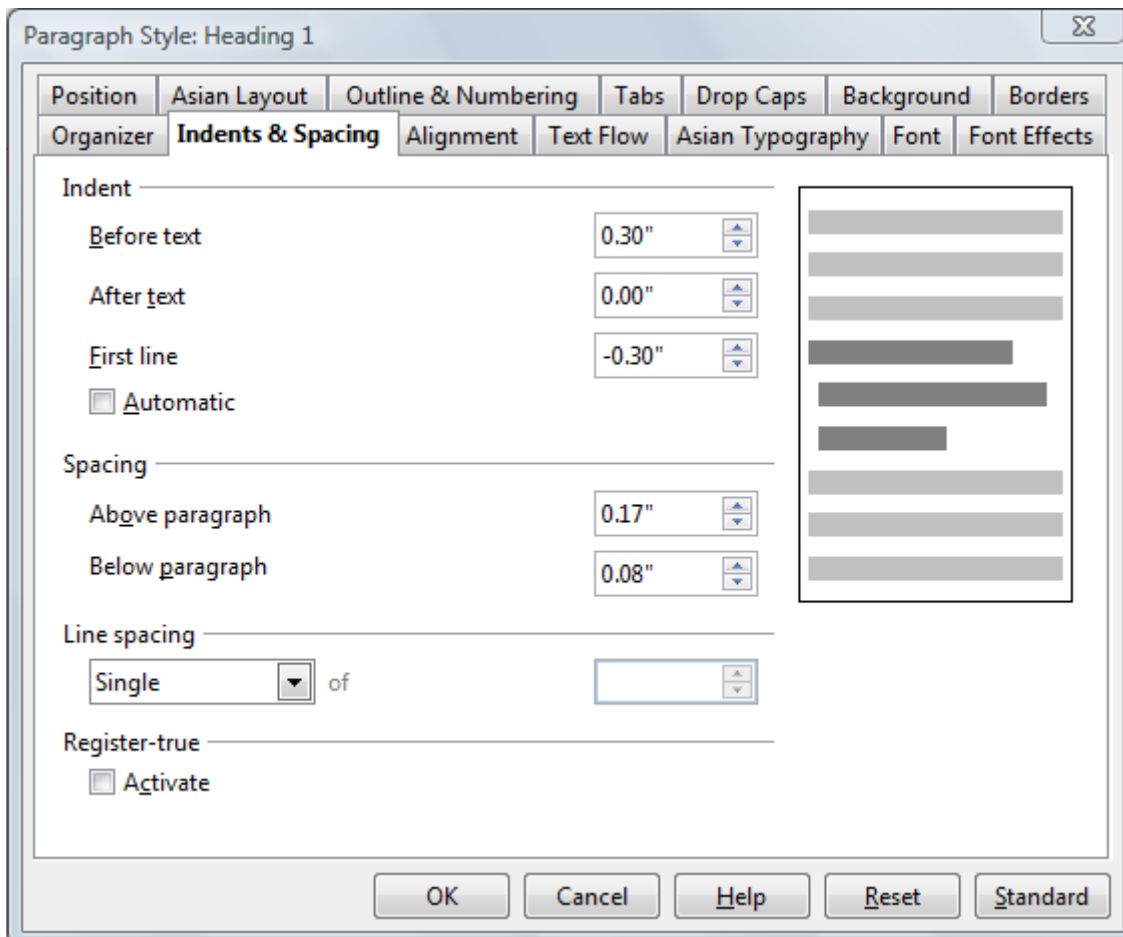 Paragraph Style: Heading 1
Position Asian Layout Outline & Numbering Tabs Drop Caps Background Borders
Organizer Indents & Spacing Alignment Text Flow Asian Typography Font Font Effects
Indent
Before text 0.30"
After text 0.00"
First line -0.30"
Automatic
Spacing
Above paragraph 0.17"
Below paragraph 0.08"
Line spacing
Single of
Register-true
Activate
OK Cancel Help Reset Standard